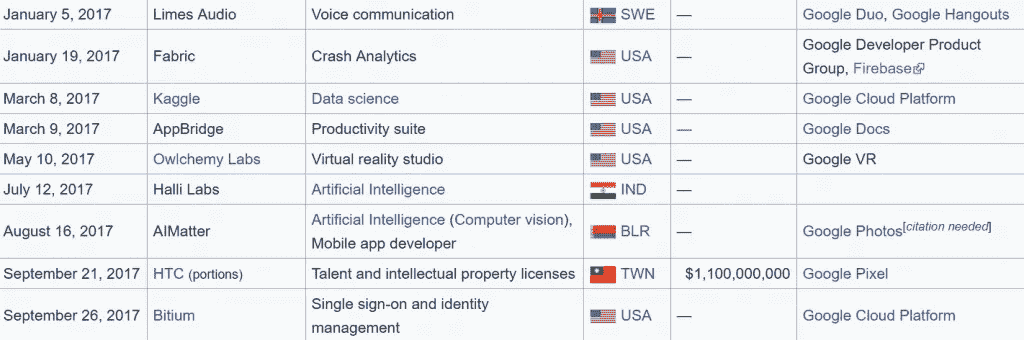 January 5, 2017 Limes Audio Voice communication SWE — Google Duo, Google Hangouts
January 19, 2017 Fabric Crash Analytics USA — Google Developer Product
Group, Firebase
March 8, 2017 Kaggle Data science USA — Google Cloud Platform
March 9, 2017 AppBridge Productivity suite USA — Google Docs
May 10, 2017 Owlchemy Labs Virtual reality studio USA — Google VR
July 12, 2017 Halli Labs Artificial Intelligence IND —
August 16, 2017 AIMatter Artificial Intelligence (Computer vision), BLR — Google Photos[citation needed]
Mobile app developer
September 21, 2017 HTC (portions) Talent and intellectual property licenses TWN $1,100,000,000 Google Pixel
September 26, 2017 Bitium Single sign-on and identity USA — Google Cloud Platform
management